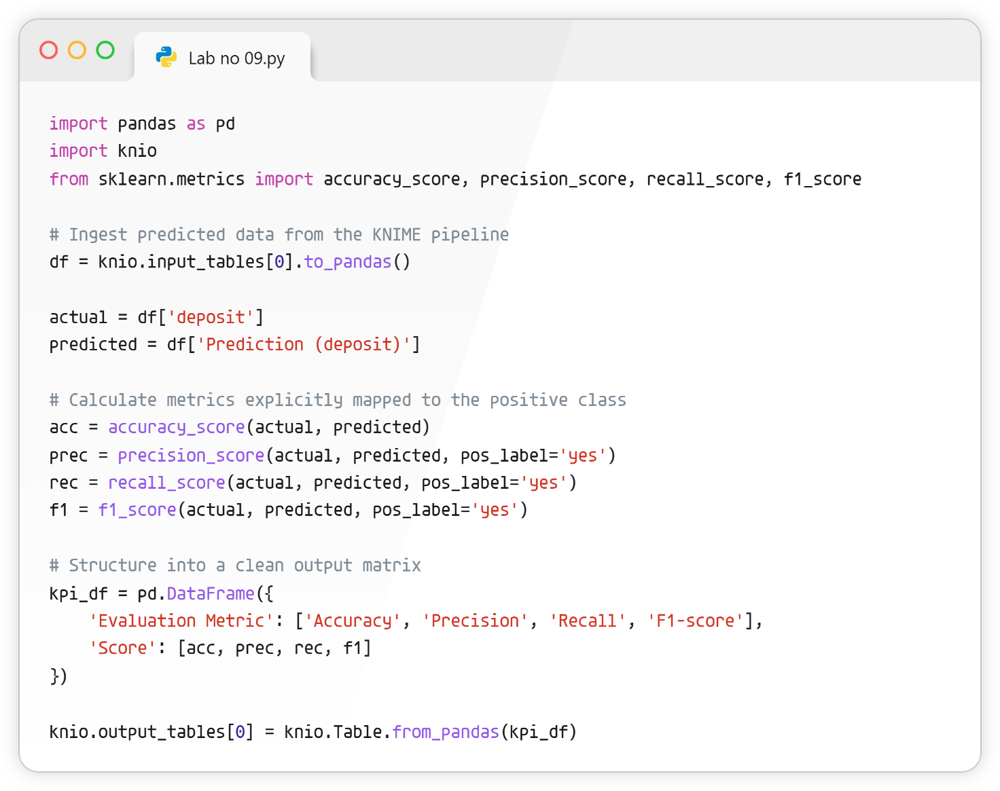 Lab no 09.py
import pandas as pd
import knio
from sklearn.metrics import accuracy_score, precision_score, recall_score, f1_score
# Ingest predicted data from the KNIME pipeline
df = knio.input_tables[0].to_pandas()
actual = df['deposit']
predicted = df['Prediction (deposit)']
# Calculate metrics explicitly mapped to the positive class
acc = accuracy_score(actual, predicted)
prec = precision_score(actual, predicted, pos_label='yes')
rec = recall_score(actual, predicted, pos_label='yes')
f1 = f1_score(actual, predicted, pos_label='yes')
# Structure into a clean output matrix
kpi_df = pd.DataFrame({
    'Evaluation Metric': ['Accuracy', 'Precision', 'Recall', 'F1-score'],
    'Score': [acc, prec, rec, f1]
})
knio.output_tables[0] = knio.Table.from_pandas(kpi_df)